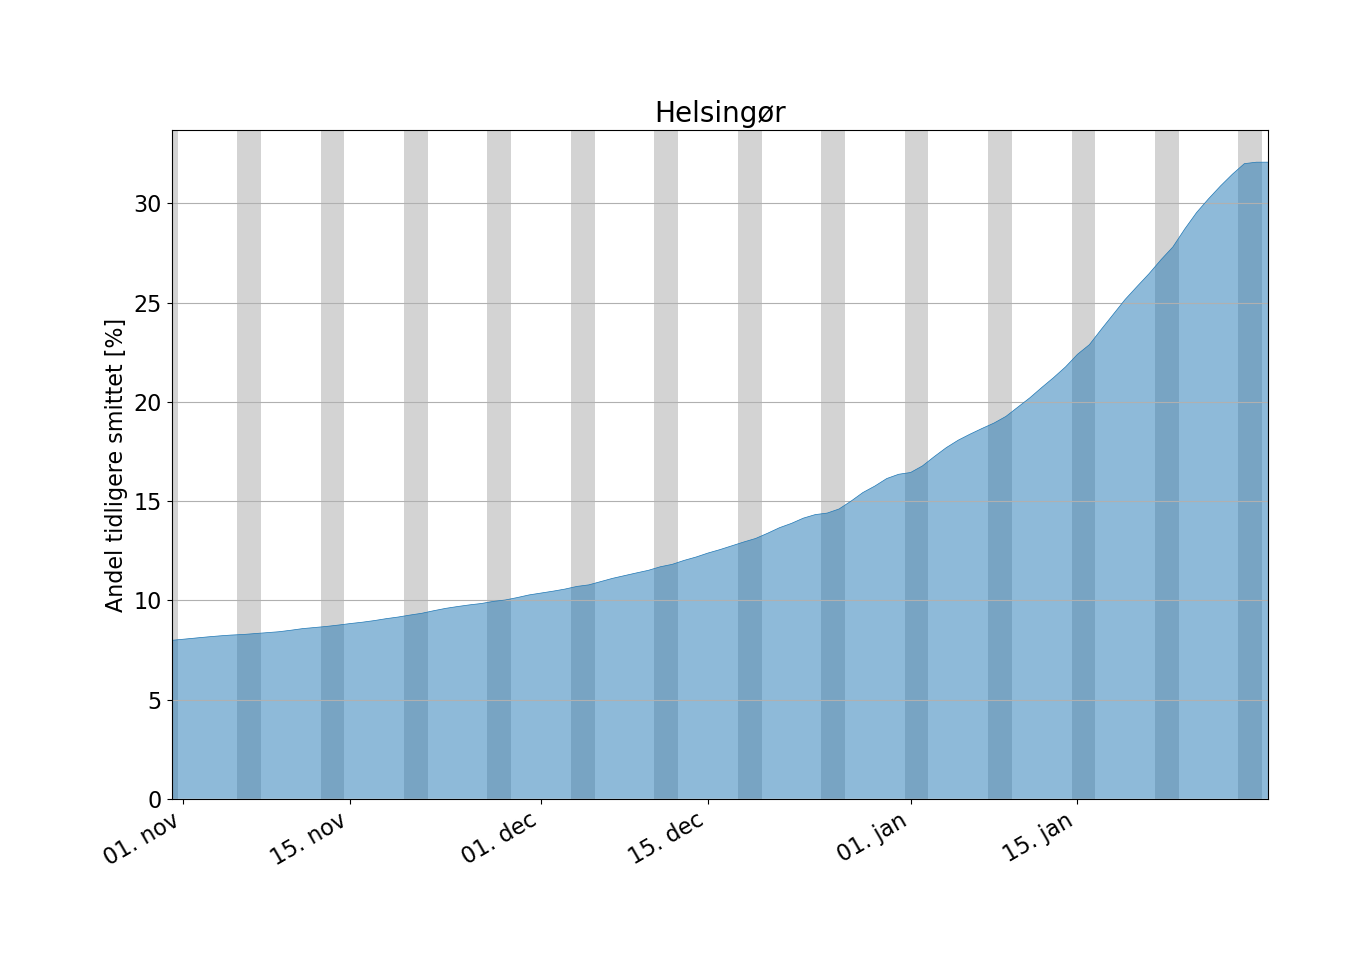 Helsingør
Andel tidligere smittet [%]
30
25
20
15
10
5
0
01. nov
15. nov
01. dec
15. dec
01. jan
15. jan